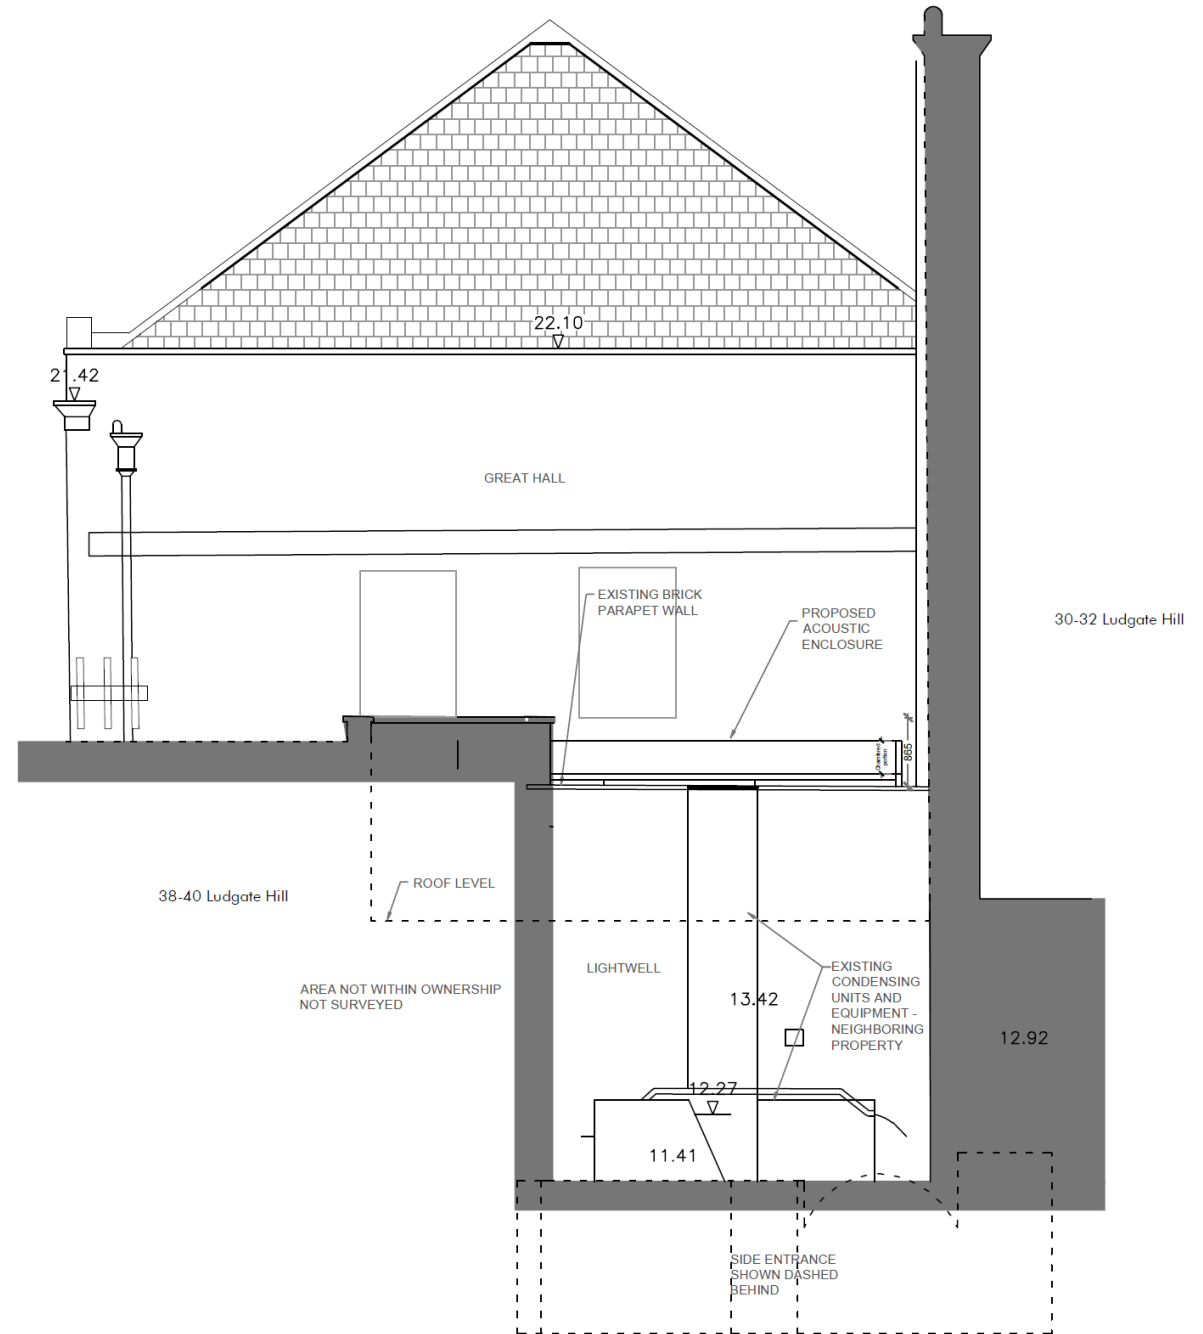 22.10
21.42
GREAT HALL
EXISTING BRICK
PARAPET WALL
PROPOSED
ACOUSTIC
ENCLOSURE
30-32 Ludgate Hill
Chamfered
portion
865
38-40 Ludgate Hill
ROOF LEVEL
AREA NOT WITHIN OWNERSHIP
NOT SURVEYED
LIGHTWELL
EXISTING
CONDENSING
UNITS AND
EQUIPMENT -
NEIGHBORING
PROPERTY
13.42
12.92
12.27
11.41
SIDE ENTRANCE
SHOWN DASHED
BEHIND